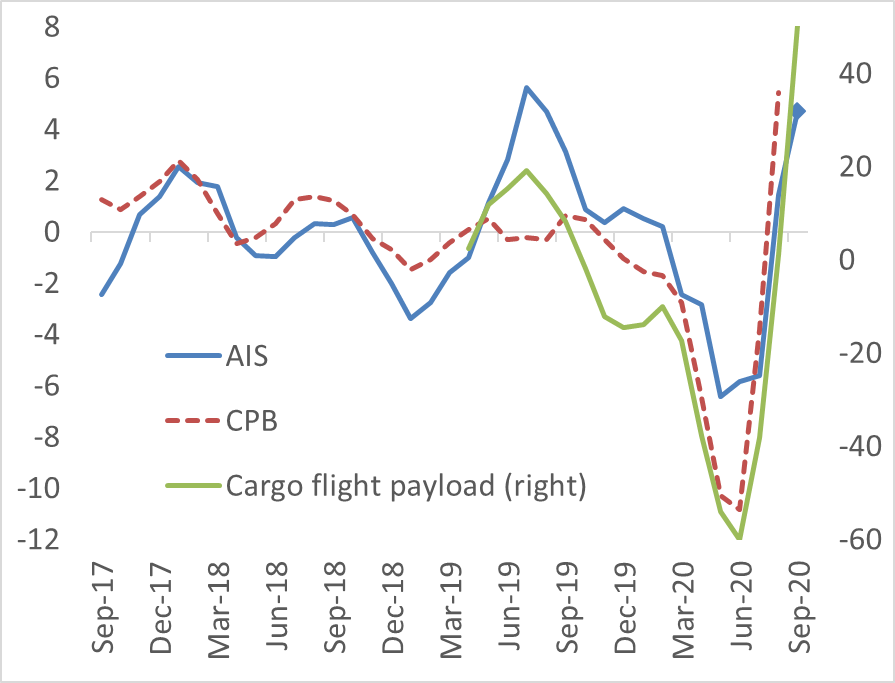 8
6
4
2
0
-2
-4
-6
-8
-10
-12
40
20
0
-20
-40
-60
AIS
CPB
Cargo flight payload (right)
Sep-17
Dec-17
Mar-18
Jun-18
Sep-18
Dec-18
Mar-19
Jun-19
Sep-19
Dec-19
Mar-20
Jun-20
Sep-20